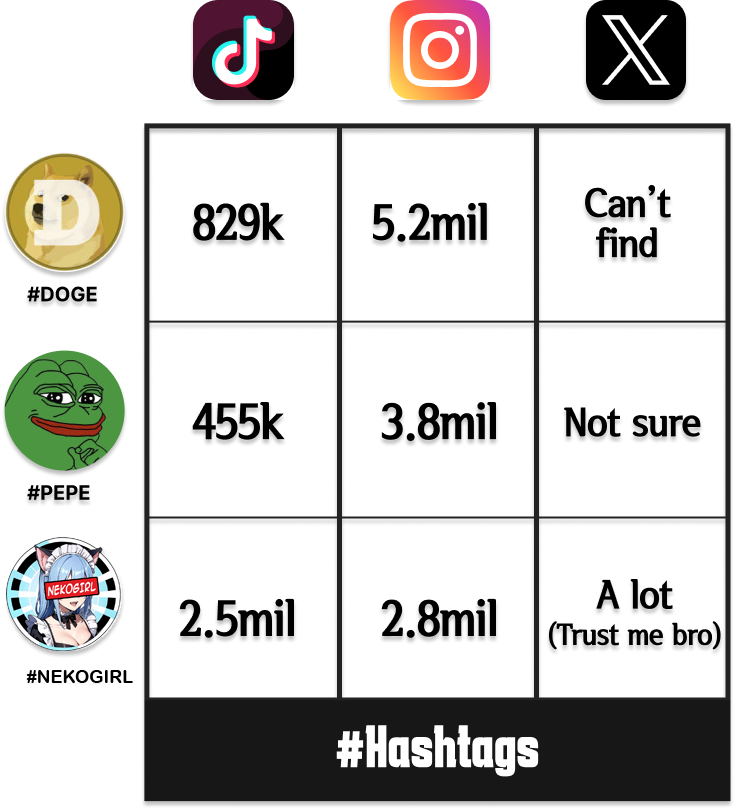 829k
5.2mil
Can't
find
D
#DOGE
455k
3.8mil
Not sure
#PEPE
2.5mil
2.8mil
A lot
(Trust me bro)
NEKOGIRL
#NEKOGIRL
#Hashtags